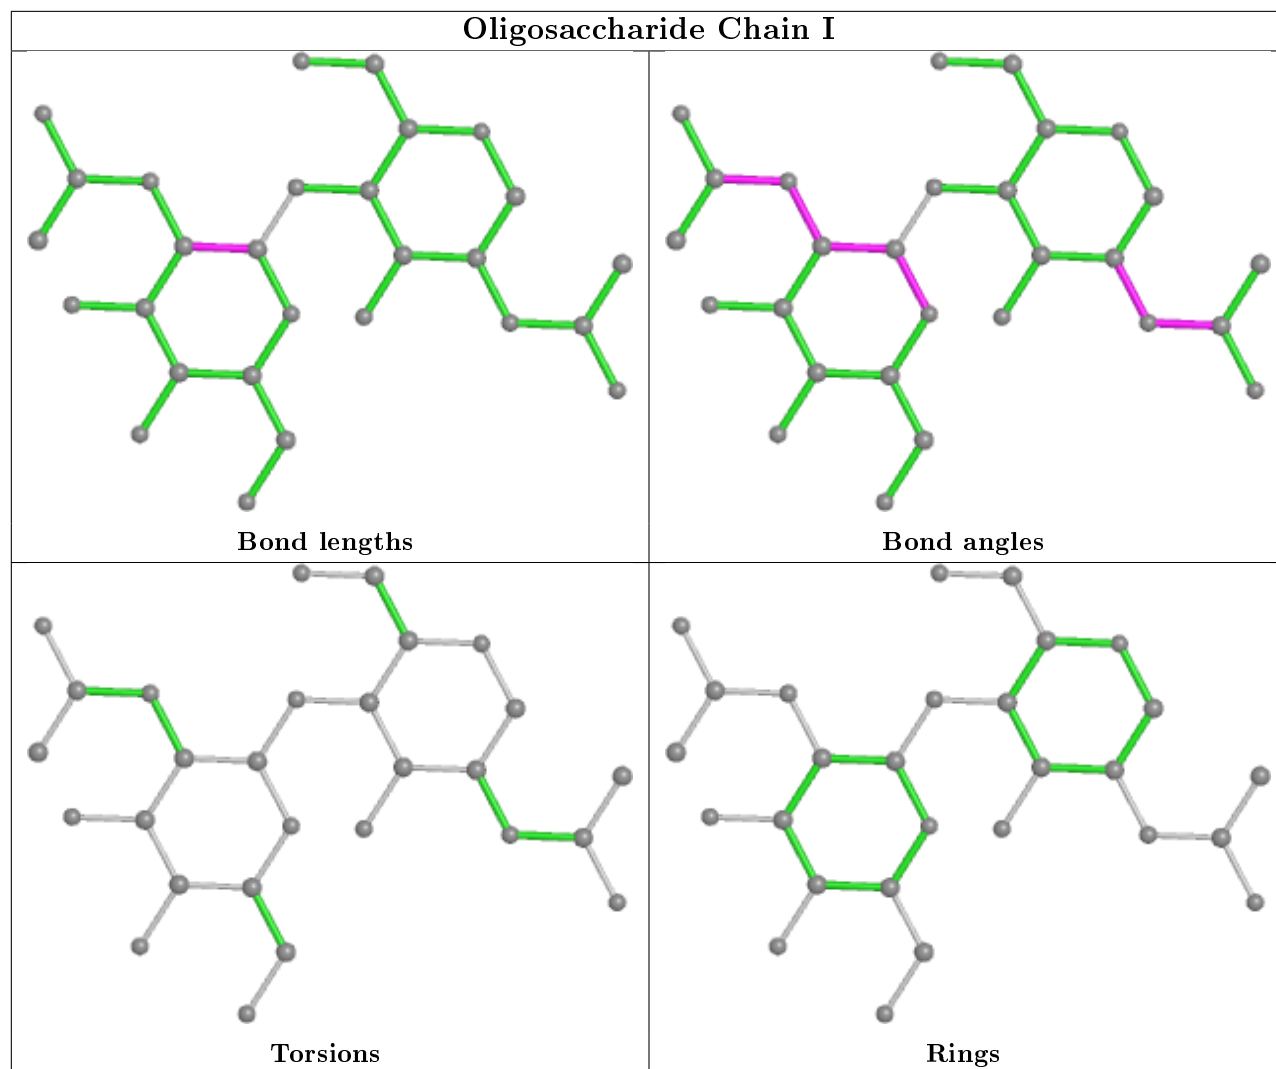 Oligosaccharide Chain I
Bond lengths
Bond angles
Torsions
Rings